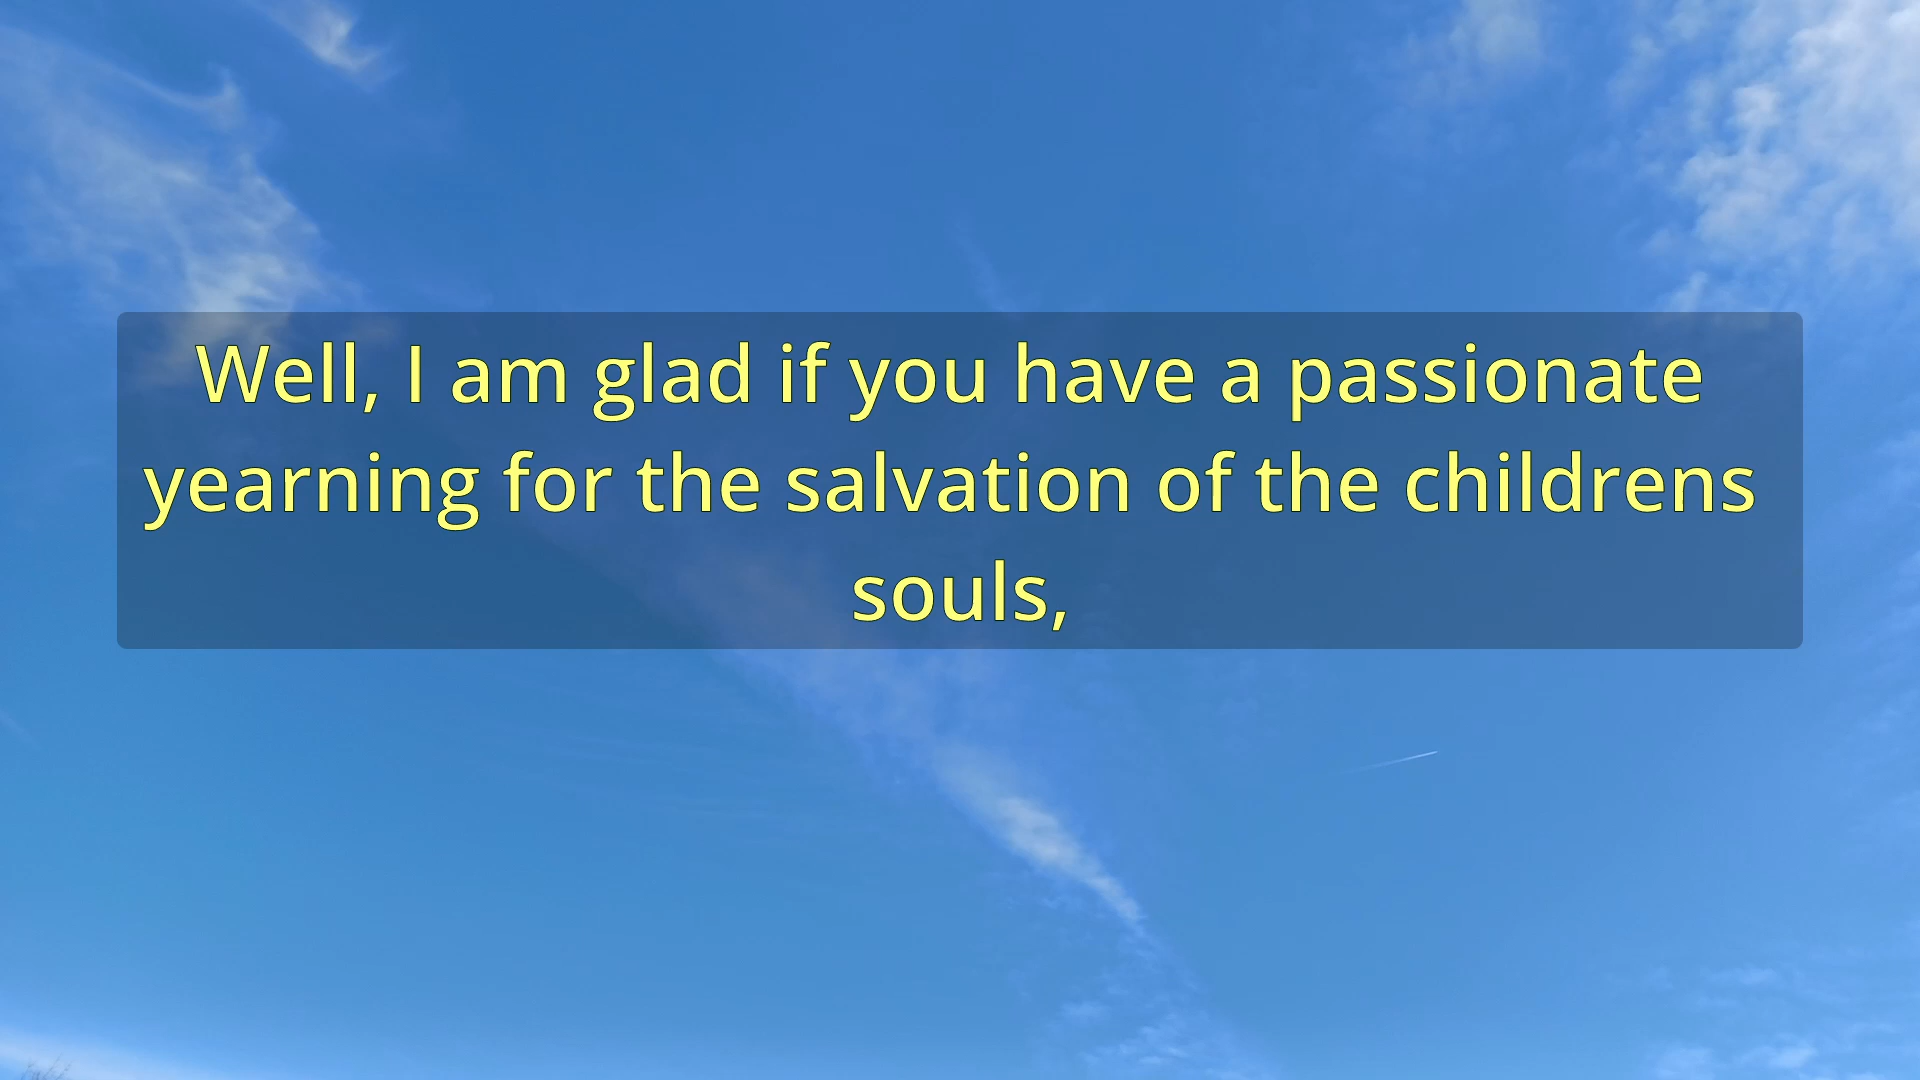 Well, I am glad if you have a passionate
yearning for the salvation of the childrens
souls,